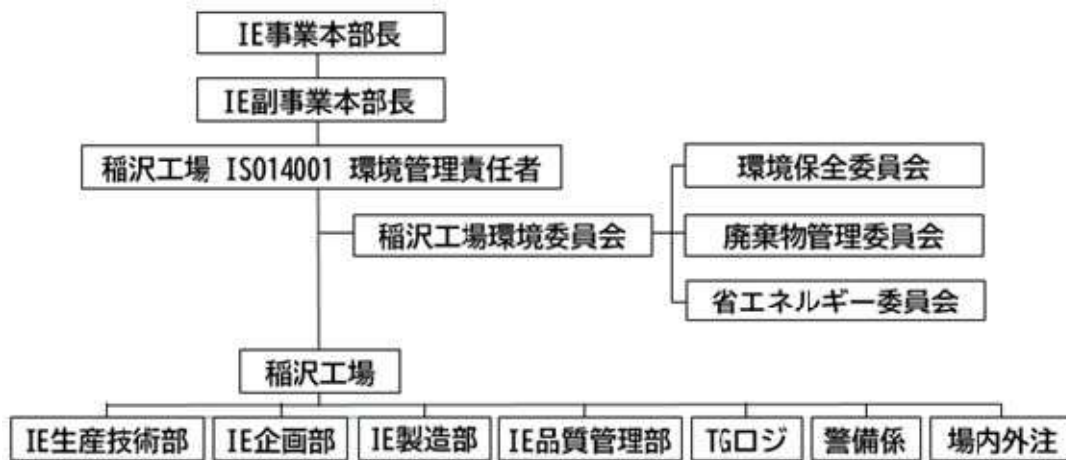 IE事業本部長
IE副事業本部長
稲沢工場 ISO14001 環境管理責任者
環境保全委員会
稲沢工場環境委員会
廃棄物管理委員会
省エネルギー委員会
稲沢工場
IE生産技術部
IE企画部
IE製造部
IE品質管理部
TGロジ
警備係
場内外注